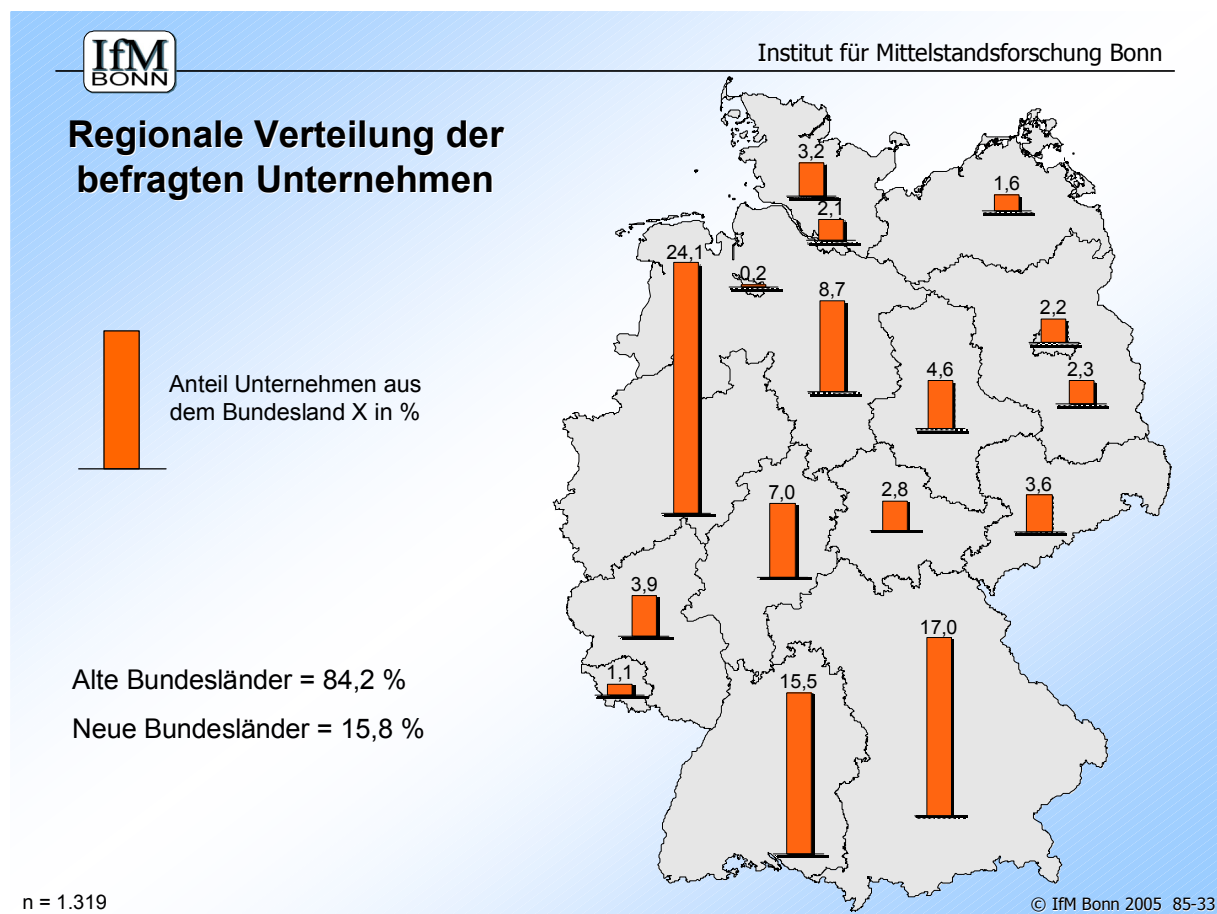 IfM
BONN
Institut für Mittelstandsforschung Bonn
Regionale Verteilung der
befragten Unternehmen
3,2
1,6
2,1
24,1
0,2
8,7
2,2
2,3
4,6
Anteil Unternehmen aus
dem Bundesland X in %
7,0
2,8
3,6
3,9
17,0
1,1
15,5
Alte Bundesländer = 84,2 %
Neue Bundesländer = 15,8 %
n = 1.319
© IfM Bonn 2005 85-33